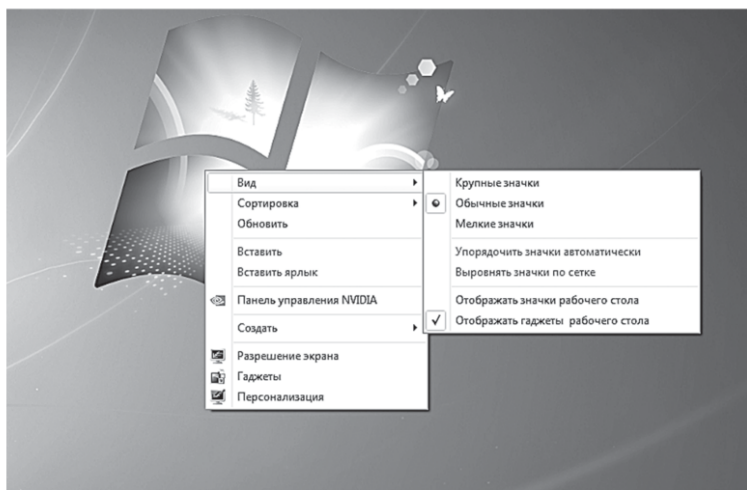 Вид
Сортировка
Обновить
Вставить
Вставить ярлык
Панель управления NVIDIA
Создать
Разрешение экрана
Гаджеты
Персонализация
Крупные значки
Обычные значки
Мелкие значки
Упорядочить значки автоматически
Выровнять значки по сетке
Отображать значки рабочего стола
Отображать гаджеты рабочего стола